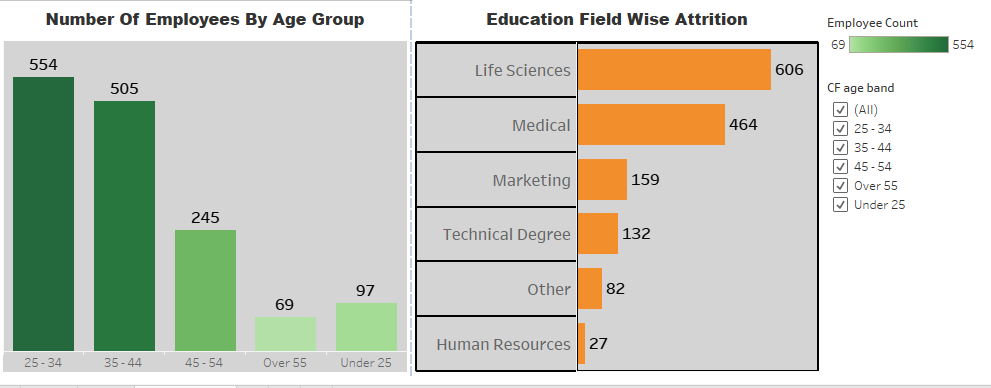 Number Of Employees By Age Group
554
505
245
69
97
25 - 34
35 - 44
45 - 54
Over 55
Under 25
Education Field Wise Attrition
Life Sciences
606
Medical
464
Marketing
159
Technical Degree
132
Other
82
Human Resources
27
Employee Count
69
554
CF age band
(All)
25 - 34
35 - 44
45 - 54
Over 55
Under 25